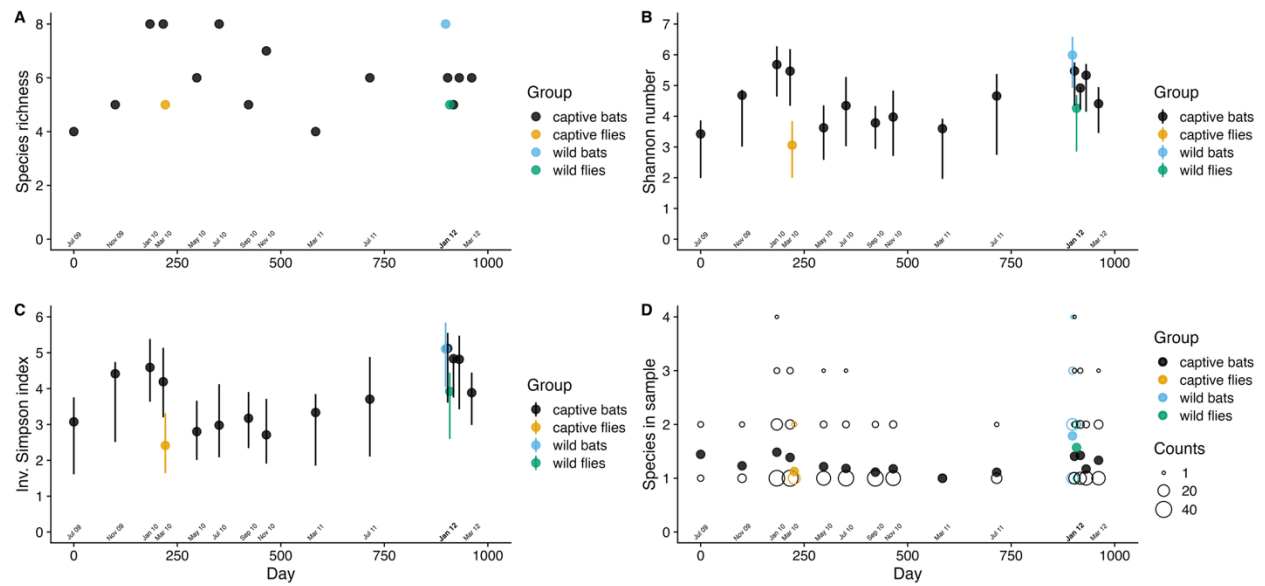 A
Species richness
8
6
4
2
0
Jul 09
Nov 09
Jan 10
Mar 10
May 10
Jul 10
Sep 10
Nov 10
Mar 11
Jul 11
Jan 12
Mar 12
0 250 500 750 1000
Group
captive bats
captive flies
wild bats
wild flies
B
Shannon number
7
6
5
4
3
2
1
0
Jul 09
Nov 09
Jan 10
Mar 10
May 10
Jul 10
Sep 10
Nov 10
Mar 11
Jul 11
Jan 12
Mar 12
0 250 500 750 1000
Group
captive bats
captive flies
wild bats
wild flies
C
Inv. Simpson index
6
5
4
3
2
1
0
Jul 09
Nov 09
Jan 10
Mar 10
May 10
Jul 10
Sep 10
Nov 10
Mar 11
Jul 11
Jan 12
Mar 12
0 250 500 750 1000
Day
Group
captive bats
captive flies
wild bats
wild flies
D
Species in sample
4
3
2
1
0
Jul 09
Nov 09
Jan 10
Mar 10
May 10
Jul 10
Sep 10
Nov 10
Mar 11
Jul 11
Jan 12
Mar 12
0 250 500 750 1000
Day
Group
captive bats
captive flies
wild bats
wild flies
Counts
1
20
40